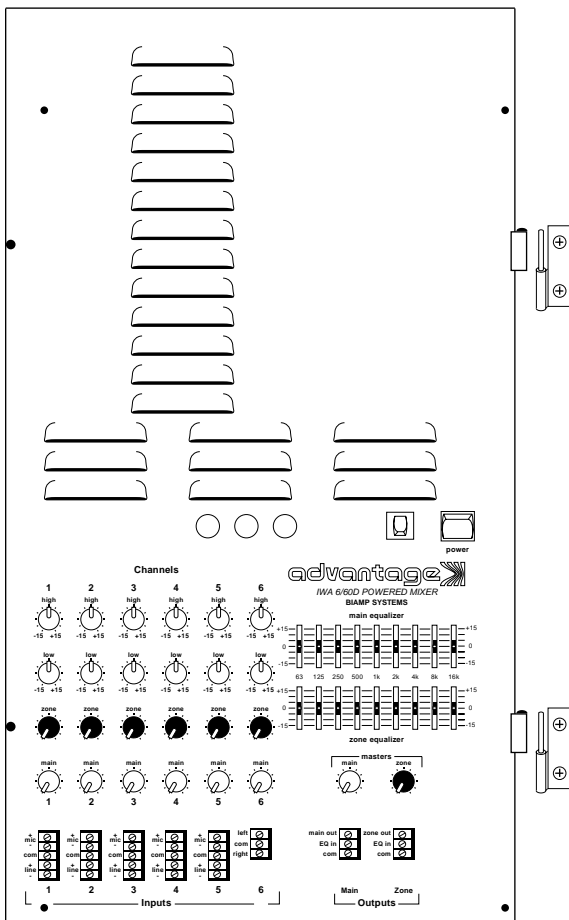 power
Channels
advantage
IWA 6/60D POWERED MIXER
BIAMP SYSTEMS
1 2 3 4 5 6
high high high high high high
-15 +15 -15 +15 -15 +15 -15 +15 -15 +15 -15 +15
main equalizer
+15 +15
0 0
-15 -15
63 125 250 500 1k 2k 4k 8k 16k
low low low low low low
-15 +15 -15 +15 -15 +15 -15 +15 -15 +15 -15 +15
+15 +15
0 0
-15 -15
zone equalizer
zone zone zone zone zone zone
masters
main zone
main main main main main main
1 2 3 4 5 6
+ + + + +
mic mic mic mic mic
- - - - -
com com com com com
+ + + + +
line line line line line
- - - - -
left
com
right
main out zone out
EQ in EQ in
com com
1 2 3 4 5 6
Inputs
Main Zone
Outputs